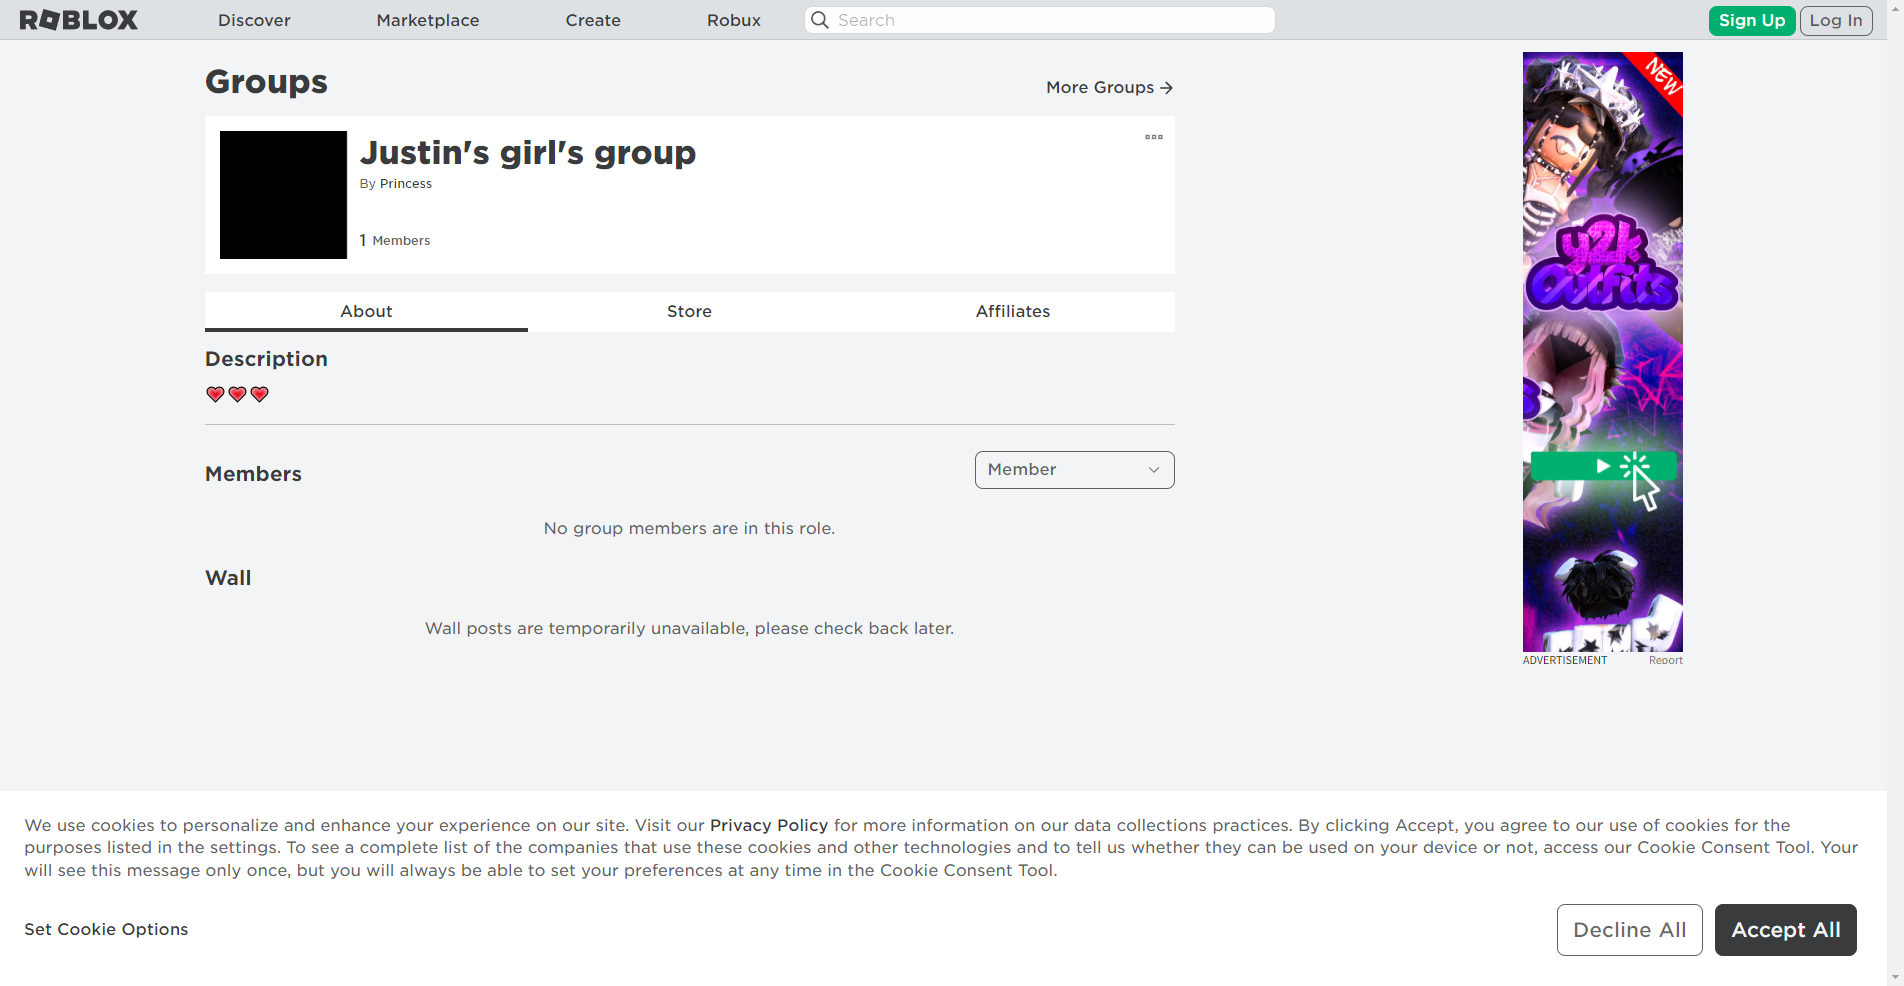 ROBLOX
Discover
Marketplace
Create
Robux
Search
Sign Up
Log In
Groups
More Groups
Justin's girl's group
By Princess
1 Members
About
Store
Affiliates
Description
Members
Member
No group members are in this role.
Wall
Wall posts are temporarily unavailable, please check back later.
NEW
y2k
Outfits
ADVERTISEMENT
Report
We use cookies to personalize and enhance your experience on our site. Visit our Privacy Policy for more information on our data collections practices. By clicking Accept, you agree to our use of cookies for the
purposes listed in the settings. To see a complete list of the companies that use these cookies and other technologies and to tell us whether they can be used on your device or not, access our Cookie Consent Tool. Your
will see this message only once, but you will always be able to set your preferences at any time in the Cookie Consent Tool.
Set Cookie Options
Decline All
Accept All